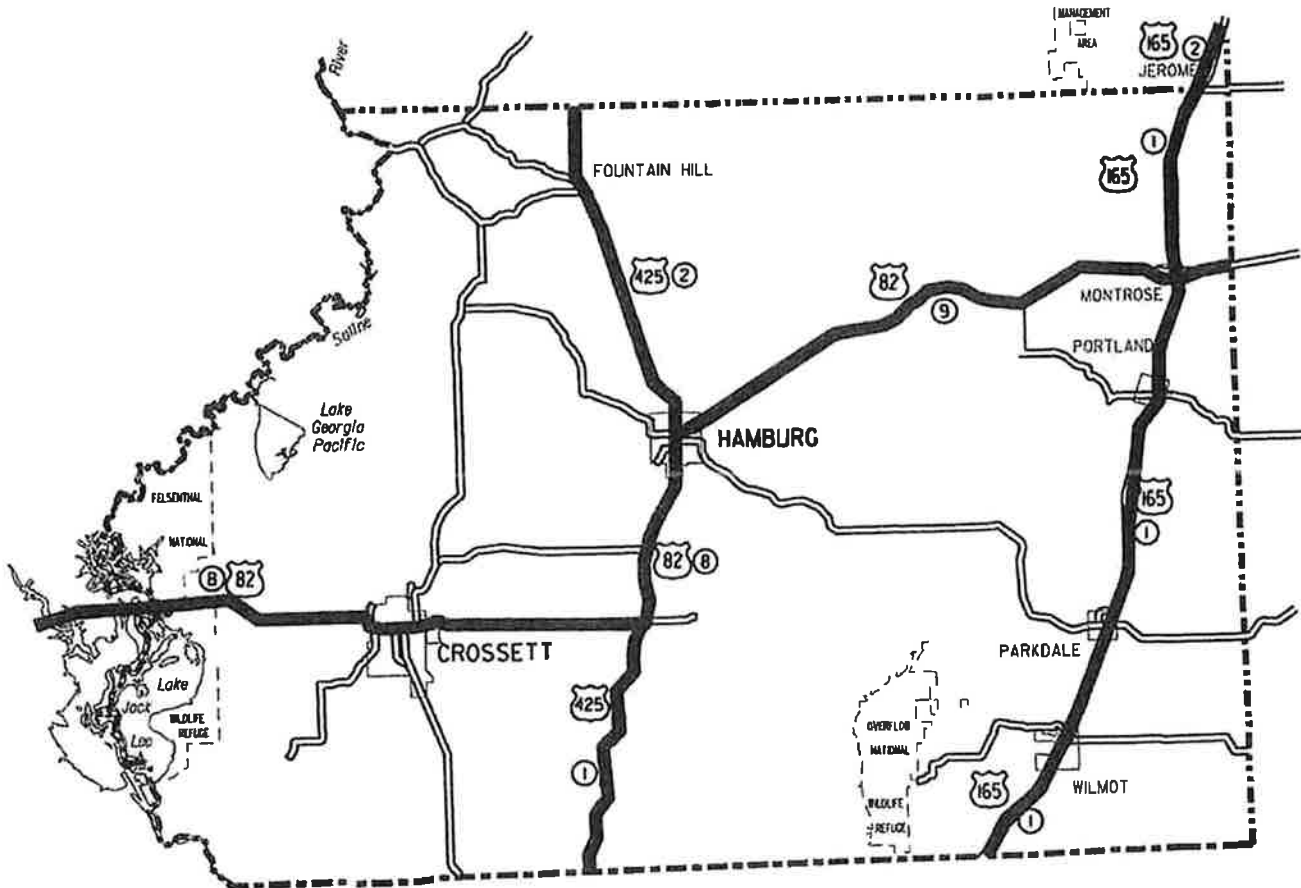 MANAGEMENT
AREA
165
2
JEROME
River
1
165
FOUNTAIN HILL
425
2
82
9
MONTROSE
PORTLAND
Saline
Lake
Georgia
Pacific
HAMBURG
FELSENTHAL
NATIONAL
165
1
82
8
8
82
CROSSETT
PARKDALE
Lake
Jack
Lee
WILDLIFE
REFUGE
425
1
OVERFLOW
NATIONAL
WILDLIFE
REFUGE
165
1
WILMOT